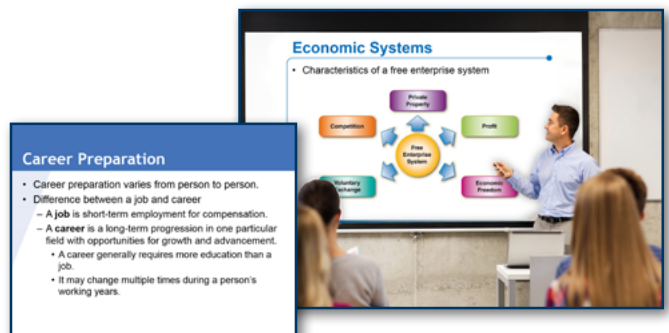 Economic Systems
• Characteristics of a free enterprise system
Private
Property
Competition
Profit
Free
Enterprise
System
Voluntary
Exchange
Economic
Freedom
Career Preparation
• Career preparation varies from person to person.
• Difference between a job and career
– A job is short-term employment for compensation.
– A career is a long-term progression in one particular
field with opportunities for growth and advancement.
• A career generally requires more education than a
job.
• It may change multiple times during a person's
working years.